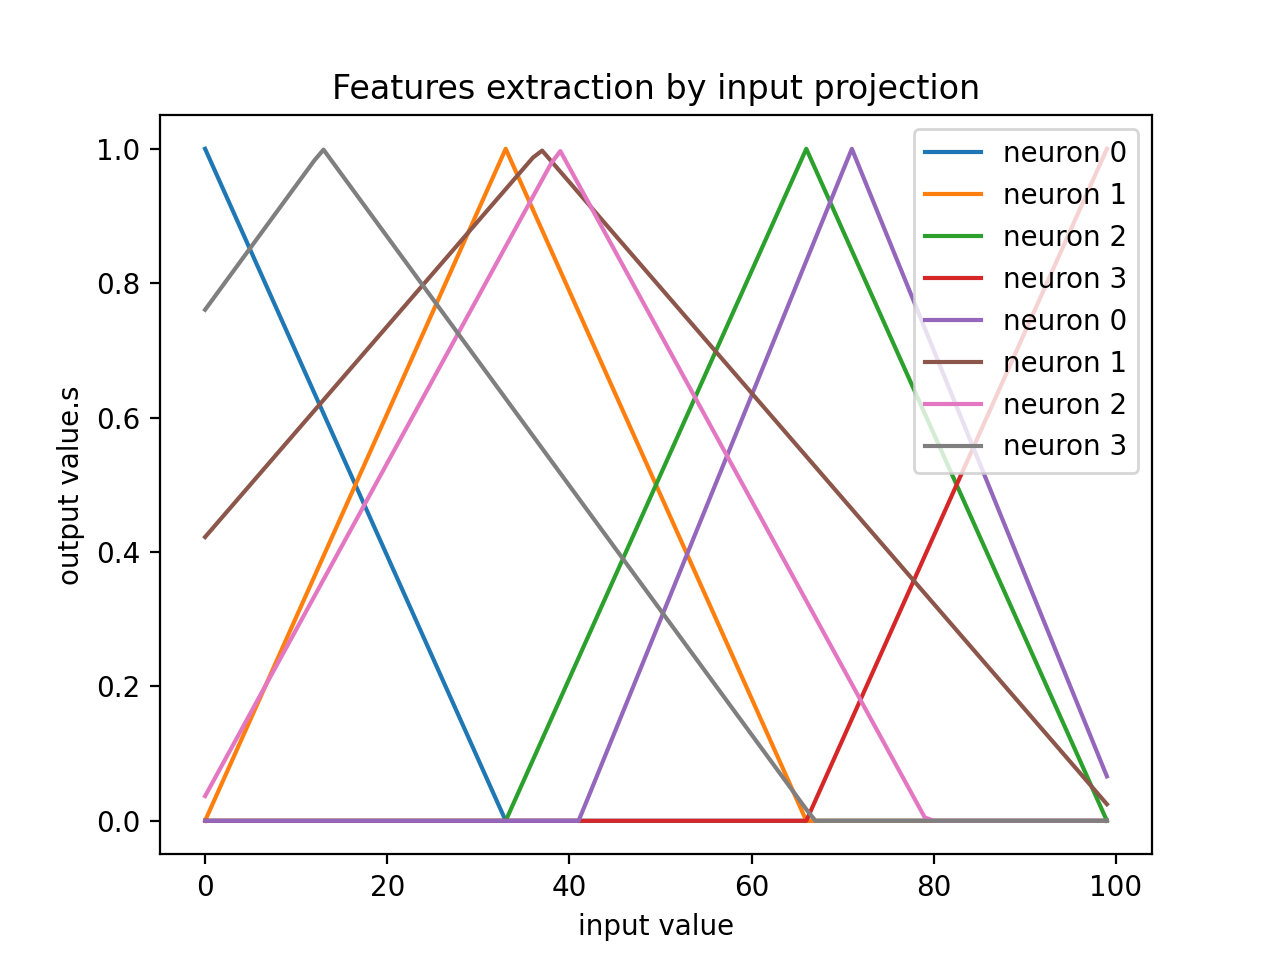 Features extraction by input projection
1.0
0.8
0.6
0.4
0.2
0.0
output value.s
neuron 0
neuron 1
neuron 2
neuron 3
neuron 0
neuron 1
neuron 2
neuron 3
0 20 40 60 80 100
input value